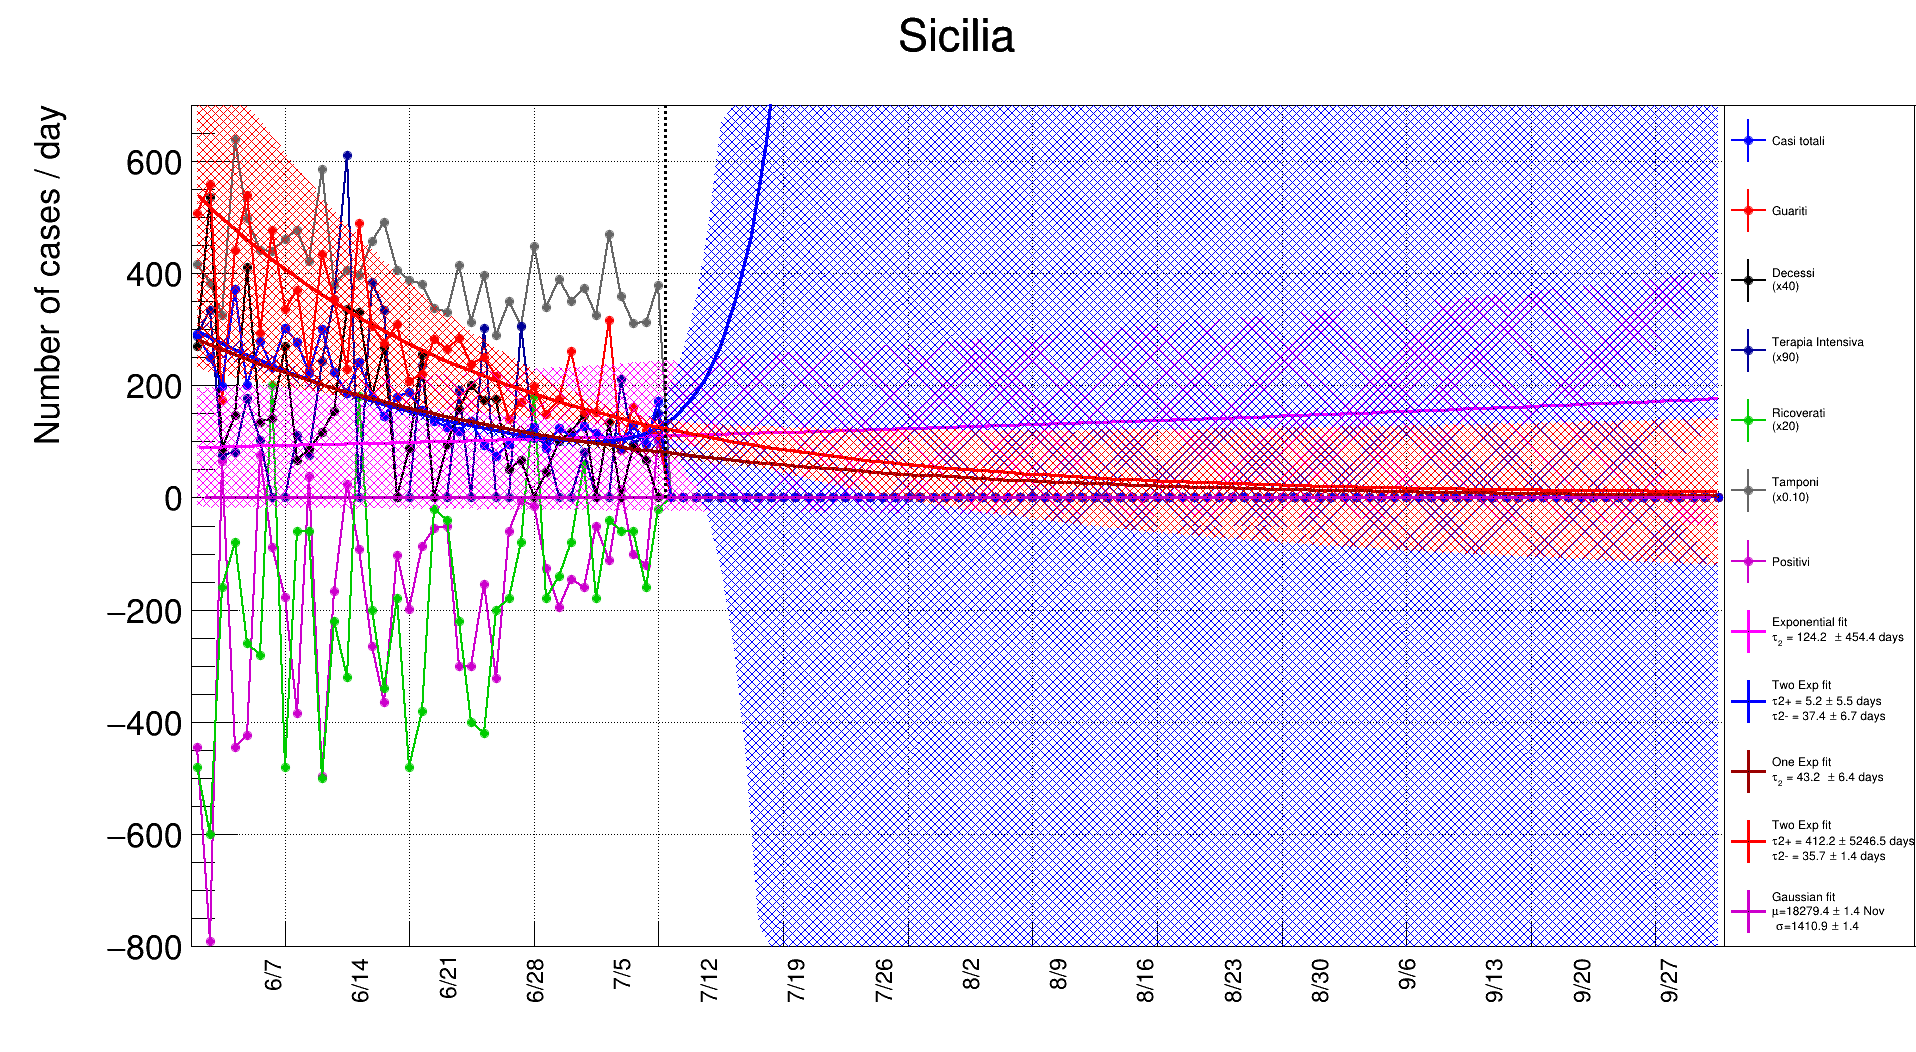 Sicilia
Number of cases / day
600
400
200
0
−200
−400
−600
−800
6/7
6/14
6/21
6/28
7/5
7/12
7/19
7/26
8/2
8/9
8/16
8/23
8/30
9/6
9/13
9/20
9/27
Casi totali
Guariti
Decessi
(x40)
Terapia Intensiva
(x90)
Ricoverati
(x20)
Tamponi
(x0.10)
Positivi
Exponential fit
τ2 = 124.2 ± 454.4 days
Two Exp fit
τ2+ = 5.2 ± 5.5 days
τ2- = 37.4 ± 6.7 days
One Exp fit
τ2 = 43.2 ± 6.4 days
Two Exp fit
τ2+ = 412.2 ± 5246.5 days
τ2- = 35.7 ± 1.4 days
Gaussian fit
μ=18279.4 ± 1.4 Nov
σ=1410.9 ± 1.4